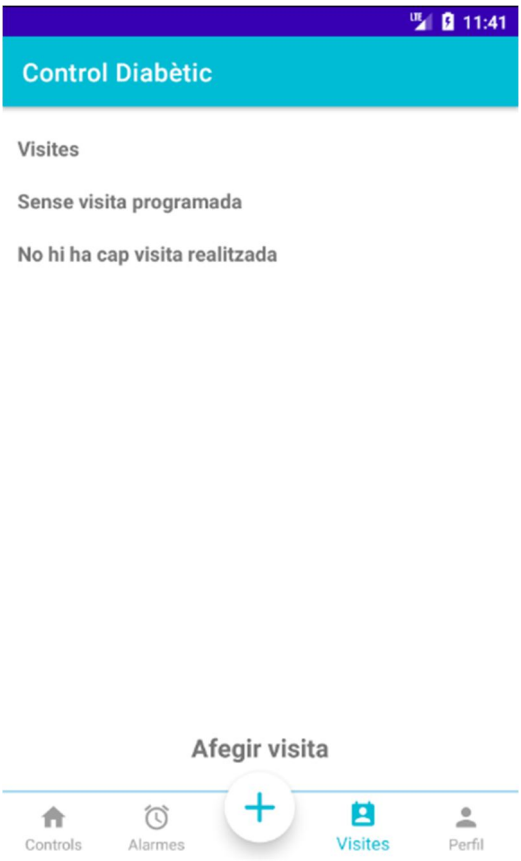 LTE 11:41
Control Diabètic
Visites
Sense visita programada
No hi ha cap visita realitzada
Afegir visita
+
Controls Alarmes Visites Perfil